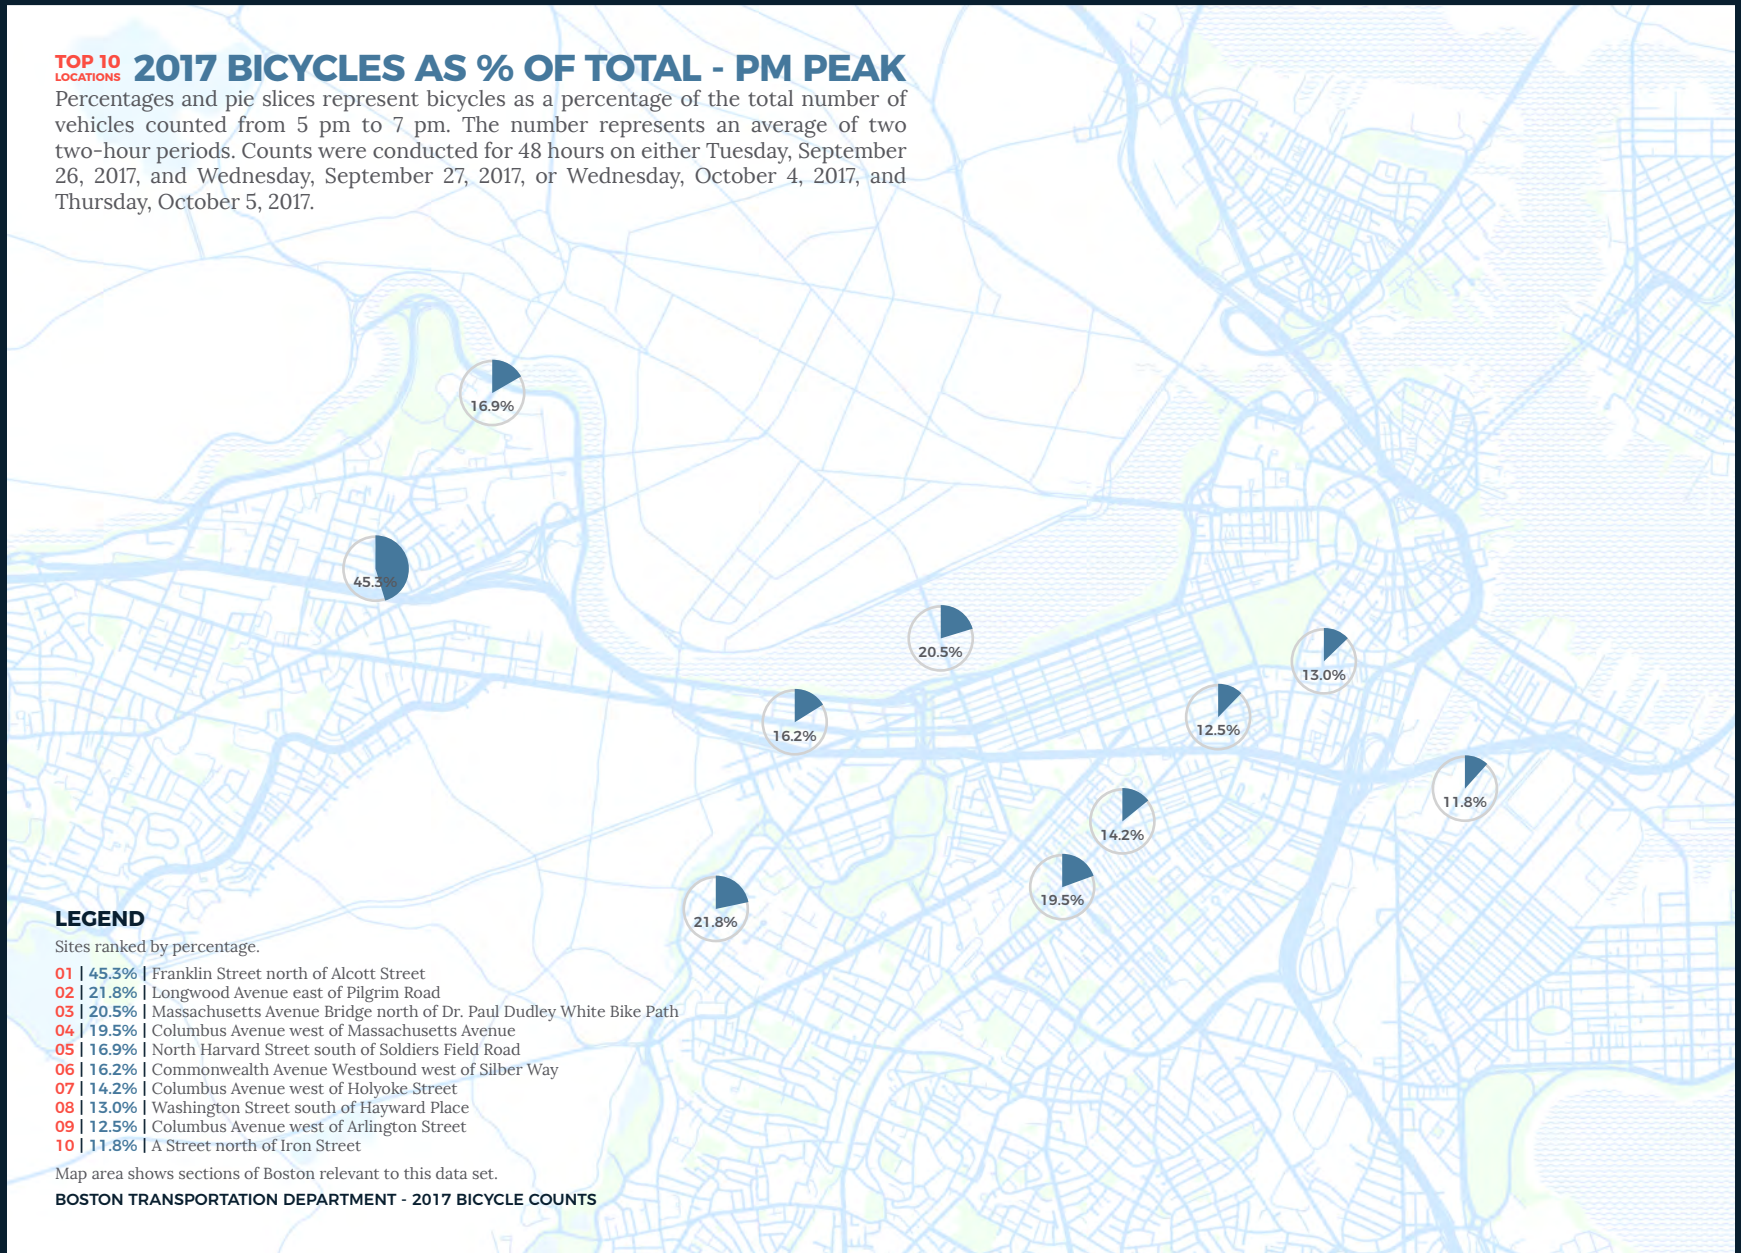 TOP 10 LOCATIONS 2017 BICYCLES AS % OF TOTAL - PM PEAK
Percentages and pie slices represent bicycles as a percentage of the total number of
vehicles counted from 5 pm to 7 pm. The number represents an average of two
two-hour periods. Counts were conducted for 48 hours on either Tuesday, September
26, 2017, and Wednesday, September 27, 2017, or Wednesday, October 4, 2017, and
Thursday, October 5, 2017.
16.9%
45.3%
20.5%
13.0%
16.2%
12.5%
11.8%
14.2%
19.5%
21.8%
LEGEND
Sites ranked by percentage.
01 | 45.3% | Franklin Street north of Alcott Street
02 | 21.8% | Longwood Avenue east of Pilgrim Road
03 | 20.5% | Massachusetts Avenue Bridge north of Dr. Paul Dudley White Bike Path
04 | 19.5% | Columbus Avenue west of Massachusetts Avenue
05 | 16.9% | North Harvard Street south of Soldiers Field Road
06 | 16.2% | Commonwealth Avenue Westbound west of Silber Way
07 | 14.2% | Columbus Avenue west of Holyoke Street
08 | 13.0% | Washington Street south of Hayward Place
09 | 12.5% | Columbus Avenue west of Arlington Street
10 | 11.8% | A Street north of Iron Street
Map area shows sections of Boston relevant to this data set.
BOSTON TRANSPORTATION DEPARTMENT - 2017 BICYCLE COUNTS